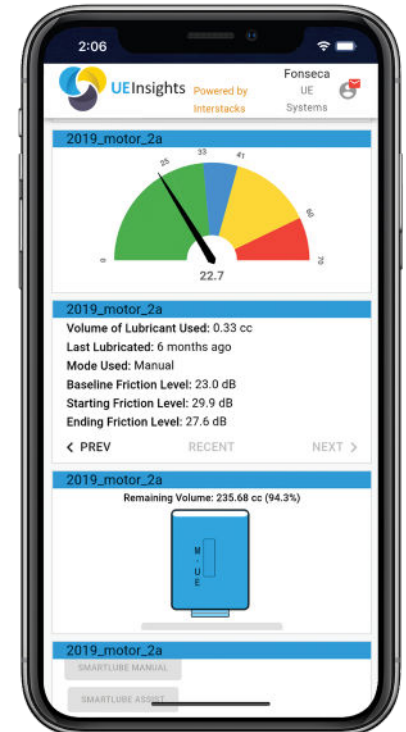 2:06
UEInsights Powered by Interstacks
Fonseca
UE
Systems
2019_motor_2a
0
25
33
41
60
70
22.7
2019_motor_2a
Volume of Lubricant Used: 0.33 cc
Last Lubricated: 6 months ago
Mode Used: Manual
Baseline Friction Level: 23.0 dB
Starting Friction Level: 29.9 dB
Ending Friction Level: 27.6 dB
< PREV RECENT NEXT >
2019_motor_2a
Remaining Volume: 235.68 cc (94.3%)
M
-
U
E
2019_motor_2a
SMARTLUBE MANUAL
SMARTLUBE ASSIST